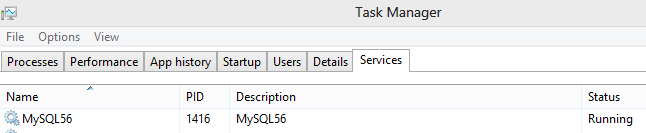 Task Manager
File Options View
Processes Performance App history Startup Users Details Services
Name PID Description Status
MySQL56 1416 MySQL56 Running